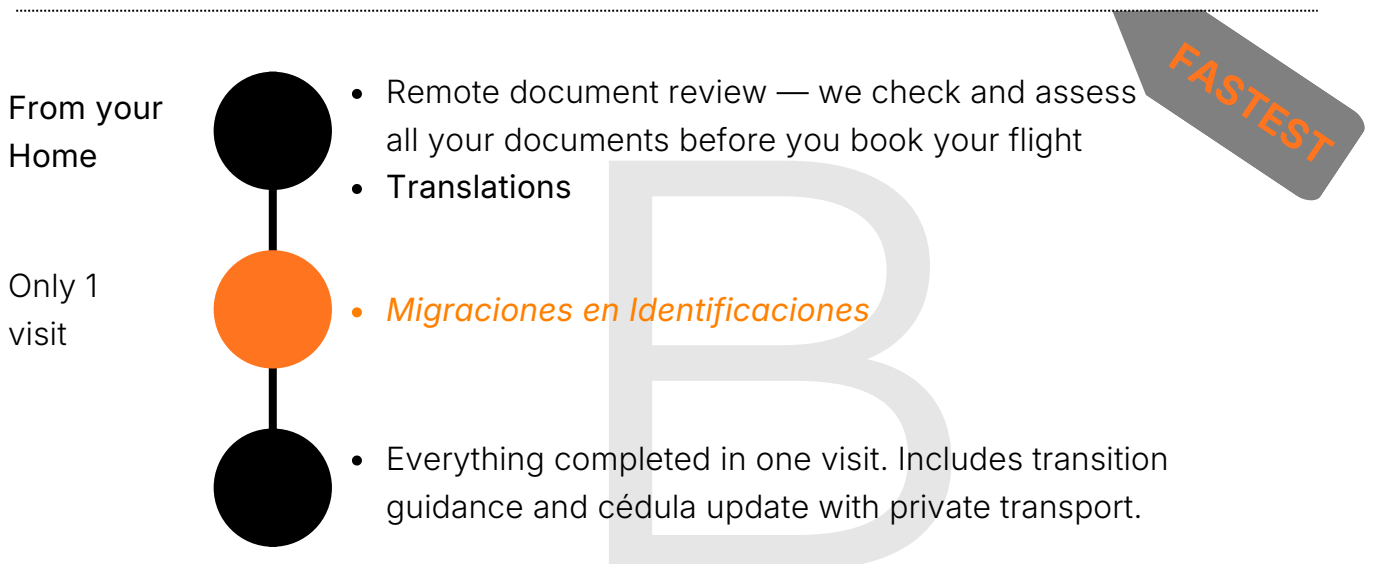 FASTEST
From your
Home
• Remote document review — we check and assess
all your documents before you book your flight
• Translations
Only 1
visit
• Migraciones en Identificaciones
• Everything completed in one visit. Includes transition
guidance and cédula update with private transport.
B